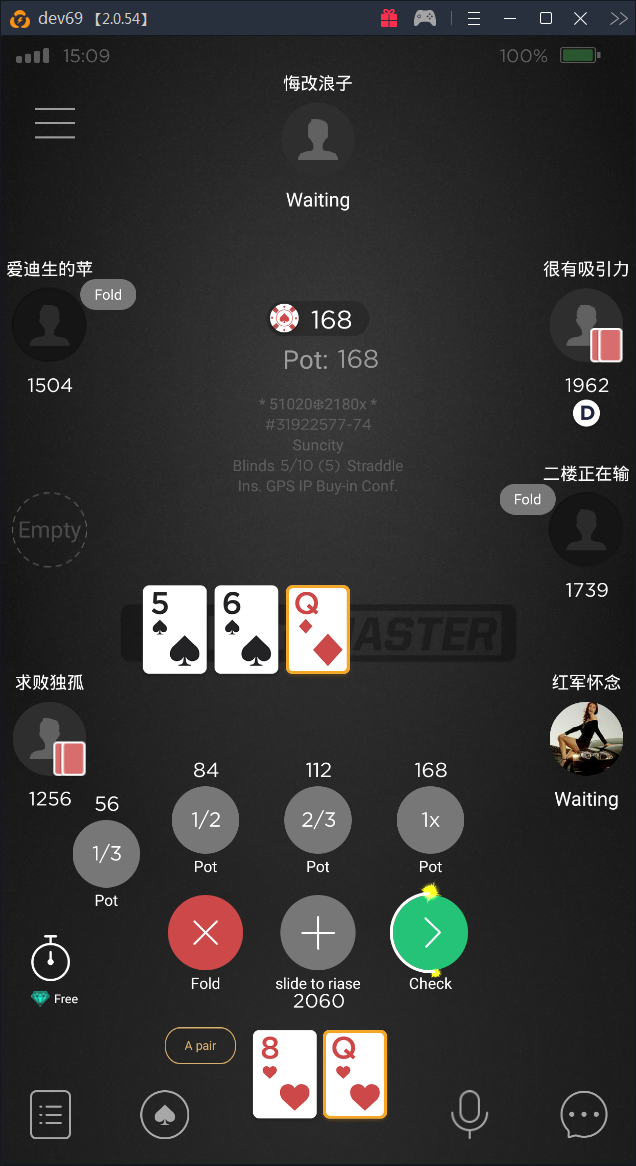 dev69 【2.0.54】
15:09
100%
悔改浪子
Waiting
爱迪生的苹
Fold
1504
很有吸引力
1962
D
168
Pot: 168
* 51020❉2180x *
#31922577-74
Suncity
Blinds 5/10 (5) Straddle
Ins. GPS IP Buy-in Conf.
二楼正在输
Fold
1739
Empty
5 6 Q
ASTER
求败独孤
1256
红军怀念
Waiting
84 112 168
1/2 2/3 1x
Pot Pot Pot
56
1/3
Pot
Fold
slide to riase
Check
2060
Free
A pair
8 Q